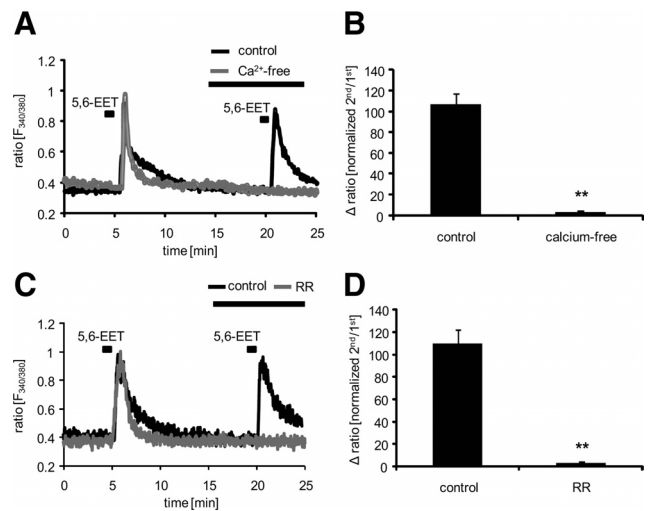 A
control
Ca²⁺-free
5,6-EET
5,6-EET
ratio [F340/380]
1.2
1
0.8
0.6
0.4
0.2
0 5 10 15 20 25
time [min]
B
Δ ratio [normalized 2nd/1st]
140
120
100
80
60
40
20
0
**
control calcium-free
C
control RR
5,6-EET
5,6-EET
ratio [F340/380]
1.2
1
0.8
0.6
0.4
0.2
0 5 10 15 20 25
time [min]
D
Δ ratio [normalized 2nd/1st]
140
120
100
80
60
40
20
0
**
control RR